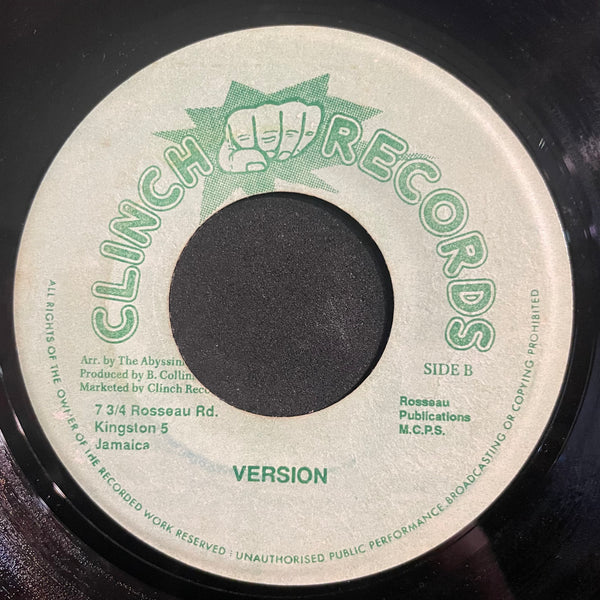 CLINCH RECORDS
Arr. by The Abyssin
Produced by B. Collin
Marketed by Clinch Reco
SIDE B
7 3/4 Rosseau Rd.
Kingston 5
Jamaica
Rosseau
Publications
M.C.P.S.
VERSION
ALL RIGHTS OF THE OWNER OF THE RECORDED WORK RESERVED : UNAUTHORISED PUBLIC PERFORMANCE BROADCASTING OR COPYING PROHIBITED